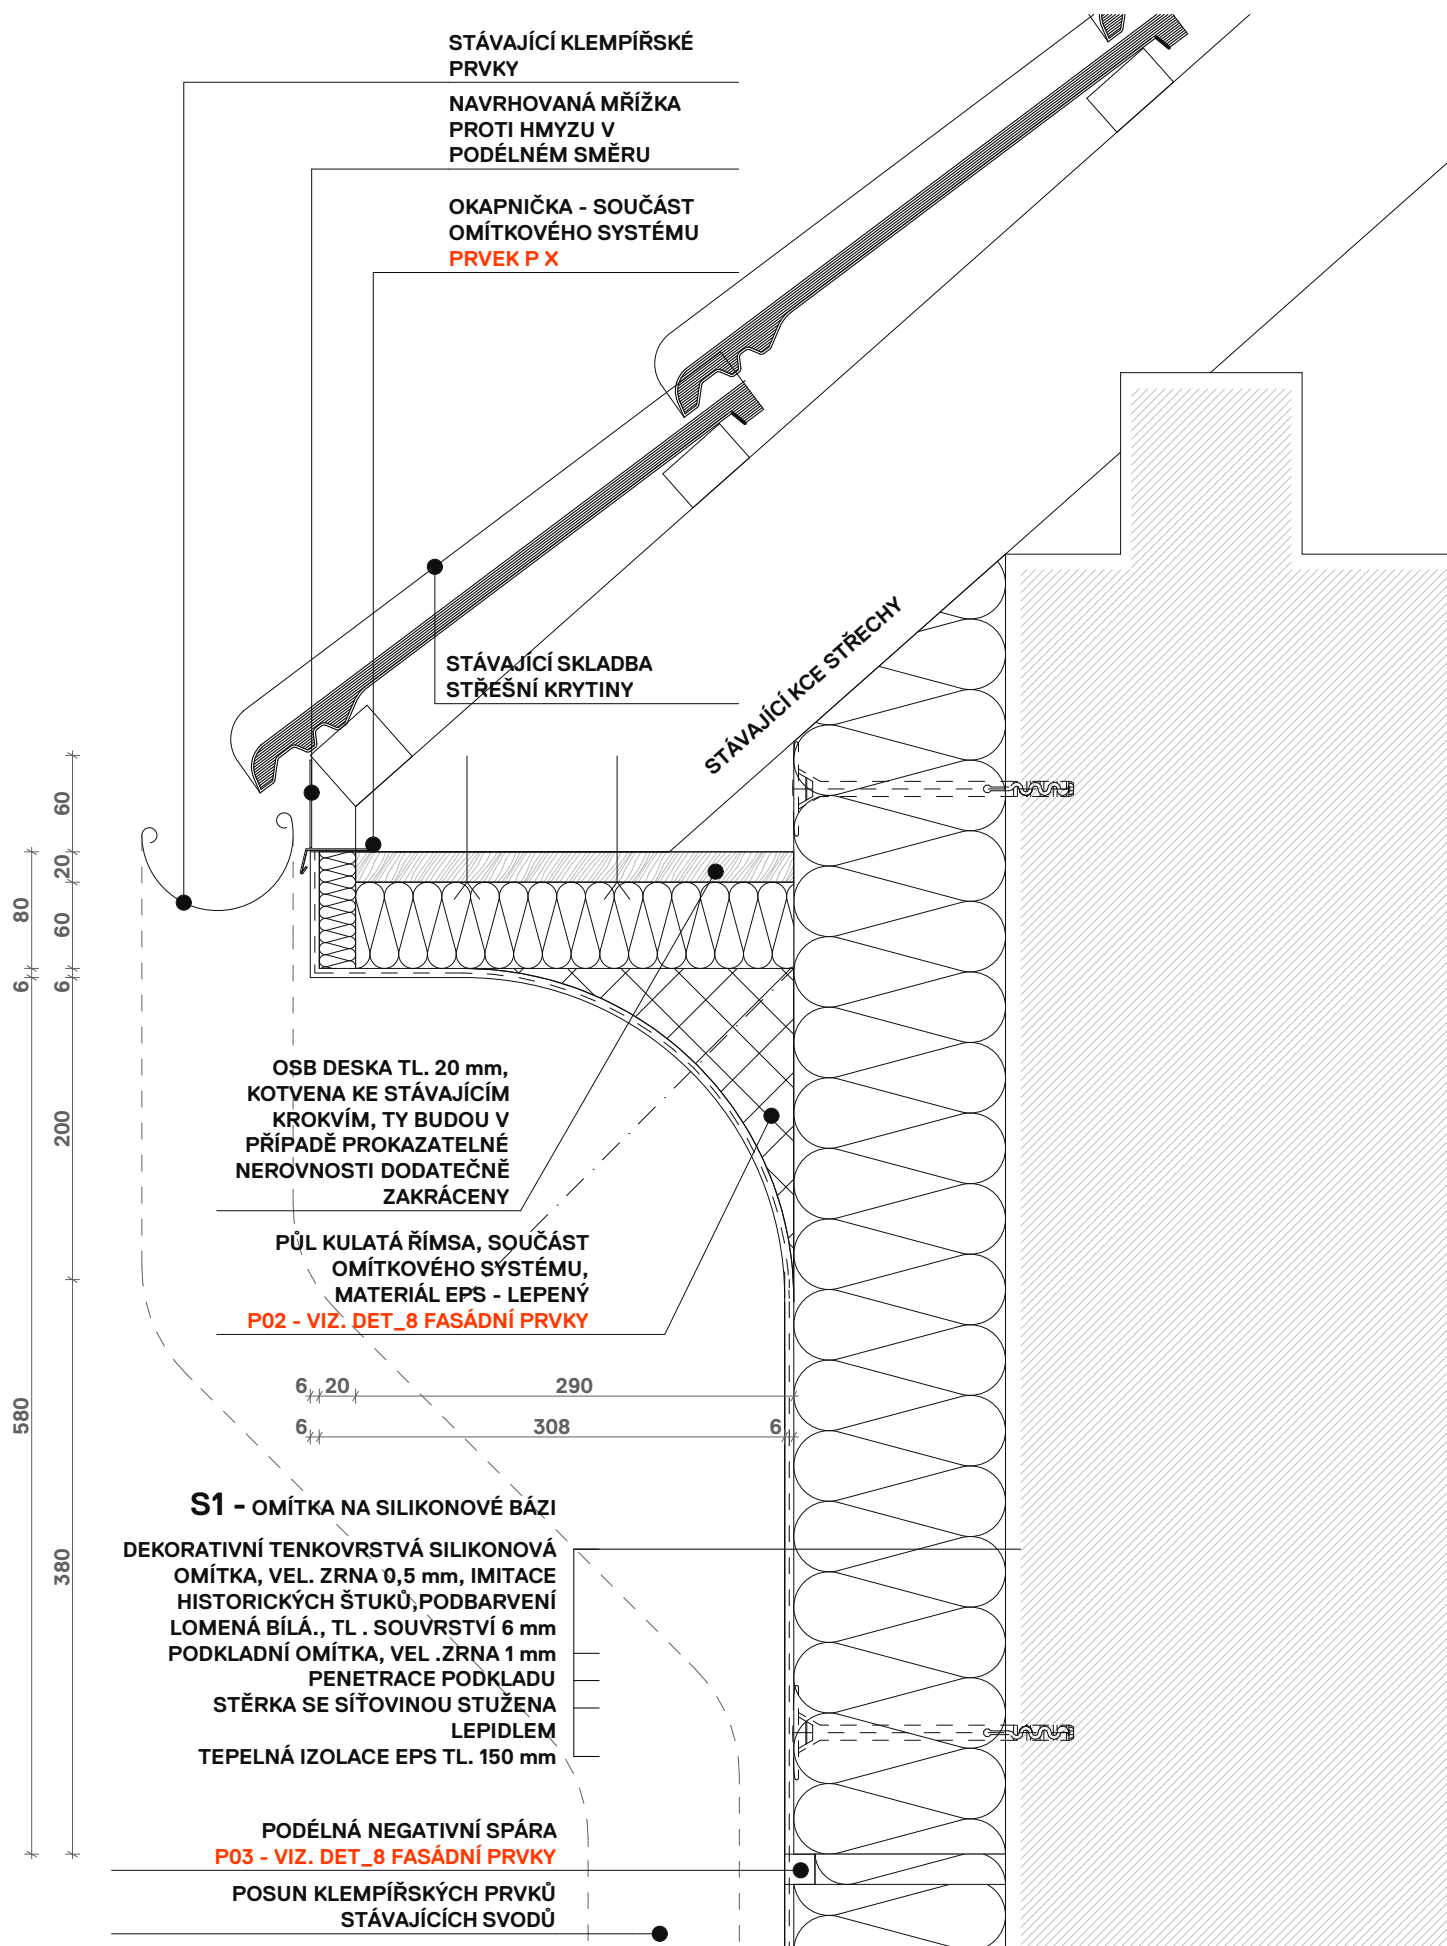 STÁVAJÍCÍ KLEMPÍŘSKÉ
PRVKY
NAVRHOVANÁ MŘÍŽKA
PROTI HMYZU V
PODÉLNÉM SMĚRU
OKAPNIČKA - SOUČÁST
OMÍTKOVÉHO SYSTÉMU
PRVEK P X
STÁVAJÍCÍ SKLADBA
STŘEŠNÍ KRYTINY
STÁVAJÍCÍ KCE STŘECHY
60
20
80
60
6
6
200
580
380
OSB DESKA TL. 20 mm,
KOTVENA KE STÁVAJÍCÍM
KROKVÍM, TY BUDOU V
PŘÍPADĚ PROKAZATELNÉ
NEROVNOSTI DODATEČNĚ
ZAKRÁCENY
PŮL KULATÁ ŘÍMSA, SOUČÁST
OMÍTKOVÉHO SYSTÉMU,
MATERIÁL EPS - LEPENÝ
P02 - VIZ. DET_8 FASÁDNÍ PRVKY
6 20 290
6 308 6
S1 - OMÍTKA NA SILIKONOVÉ BÁZI
DEKORATIVNÍ TENKOVRSTVÁ SILIKONOVÁ
OMÍTKA, VEL. ZRNA 0,5 mm, IMITACE
HISTORICKÝCH ŠTUKŮ,PODBARVENÍ
LOMENÁ BÍLÁ., TL . SOUVRSTVÍ 6 mm
PODKLADNÍ OMÍTKA, VEL .ZRNA 1 mm
PENETRACE PODKLADU
STĚRKA SE SÍŤOVINOU STUŽENA
LEPIDLEM
TEPELNÁ IZOLACE EPS TL. 150 mm
PODÉLNÁ NEGATIVNÍ SPÁRA
P03 - VIZ. DET_8 FASÁDNÍ PRVKY
POSUN KLEMPÍŘSKÝCH PRVKŮ
STÁVAJÍCÍCH SVODŮ